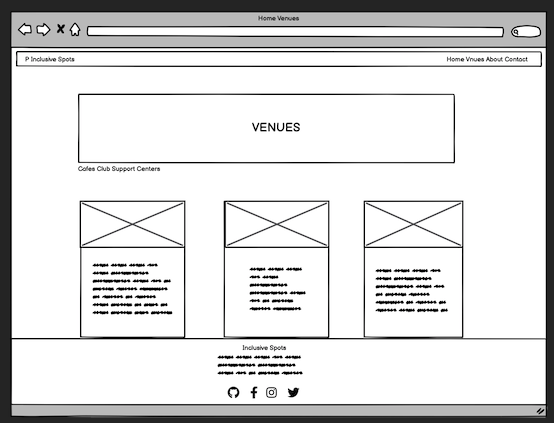 Home Venues
P Inclusive Spots
Home Vnues About Contact
VENUES
Cafes Club Support Centers
Inclusive Spots